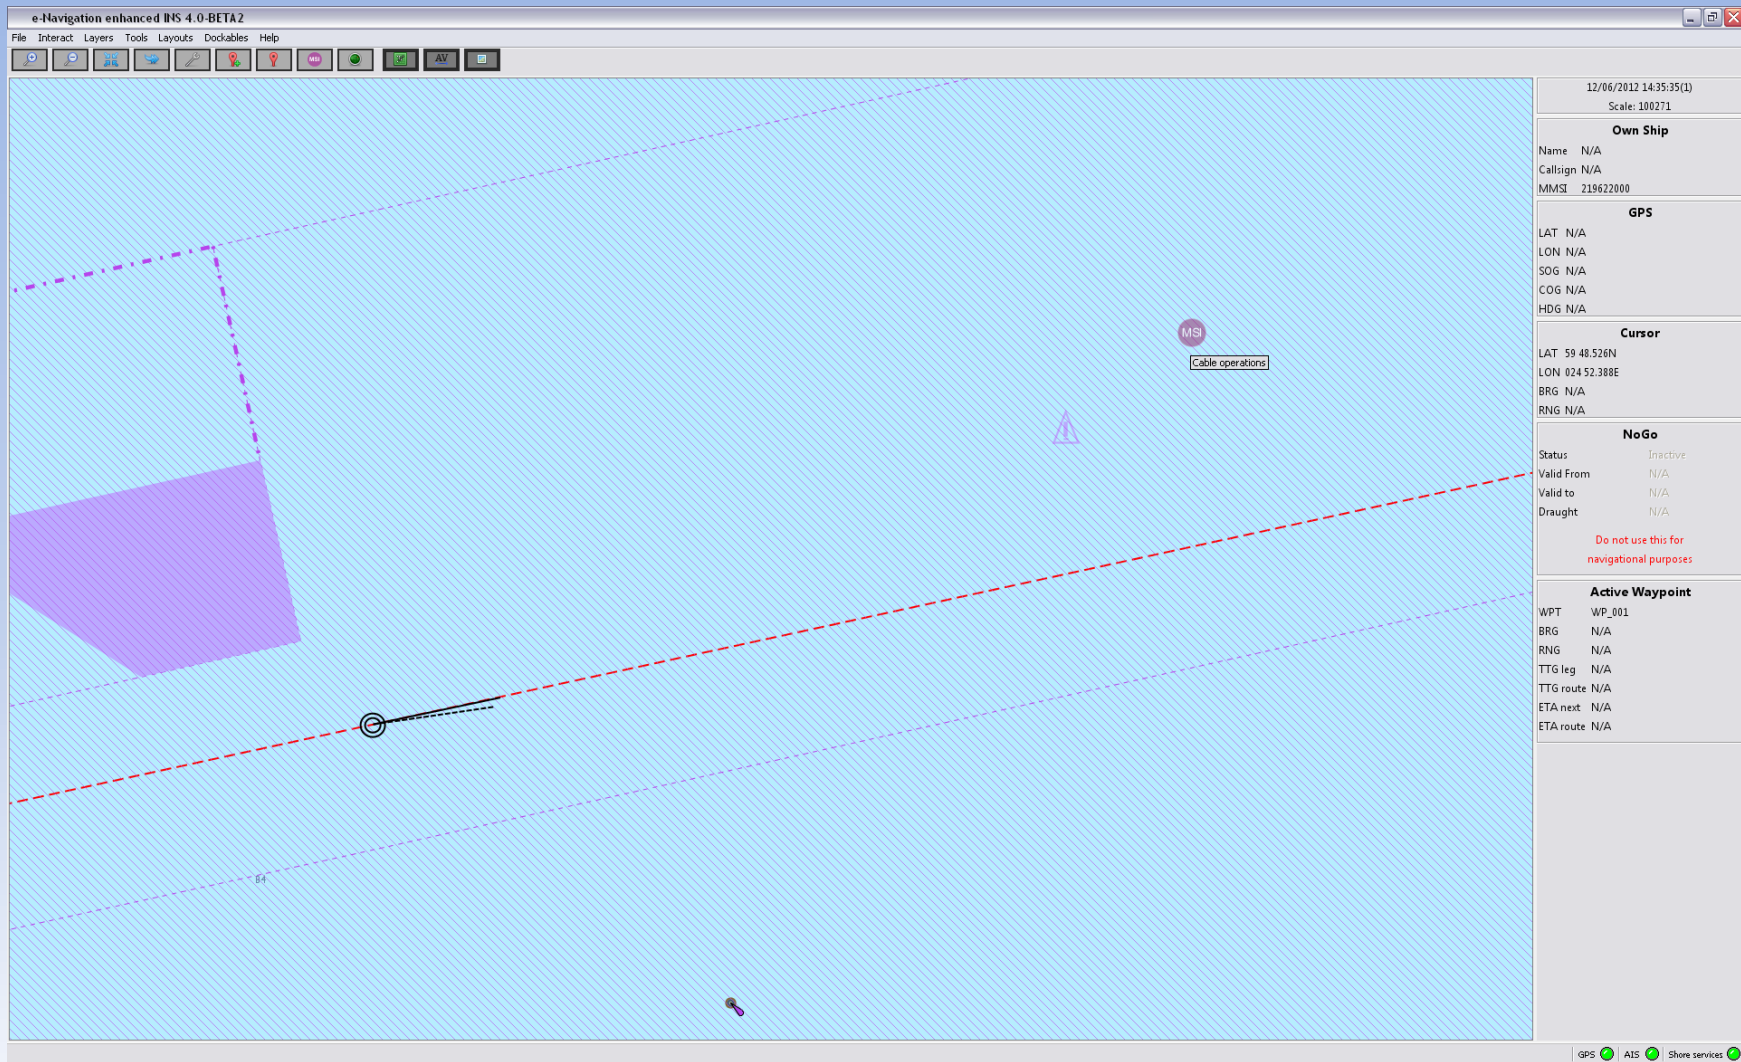 e-Navigation enhanced INS 4.0-BETA2
File Interact Layers Tools Layouts Dockables Help
MSI AV
12/06/2012 14:35:35(1)
Scale: 100271
Own Ship
Name N/A
Callsign N/A
MMSI 219622000
GPS
LAT N/A
LON N/A
SOG N/A
COG N/A
HDG N/A
Cursor
LAT 59 48.526N
LON 024 52.388E
BRG N/A
RNG N/A
NoGo
Status Inactive
Valid From N/A
Valid to N/A
Draught N/A
Do not use this for
navigational purposes
Active Waypoint
WPT WP_001
BRG N/A
RNG N/A
TTG leg N/A
TTG route N/A
ETA next N/A
ETA route N/A
MSI
Cable operations
84
GPS AIS Shore services